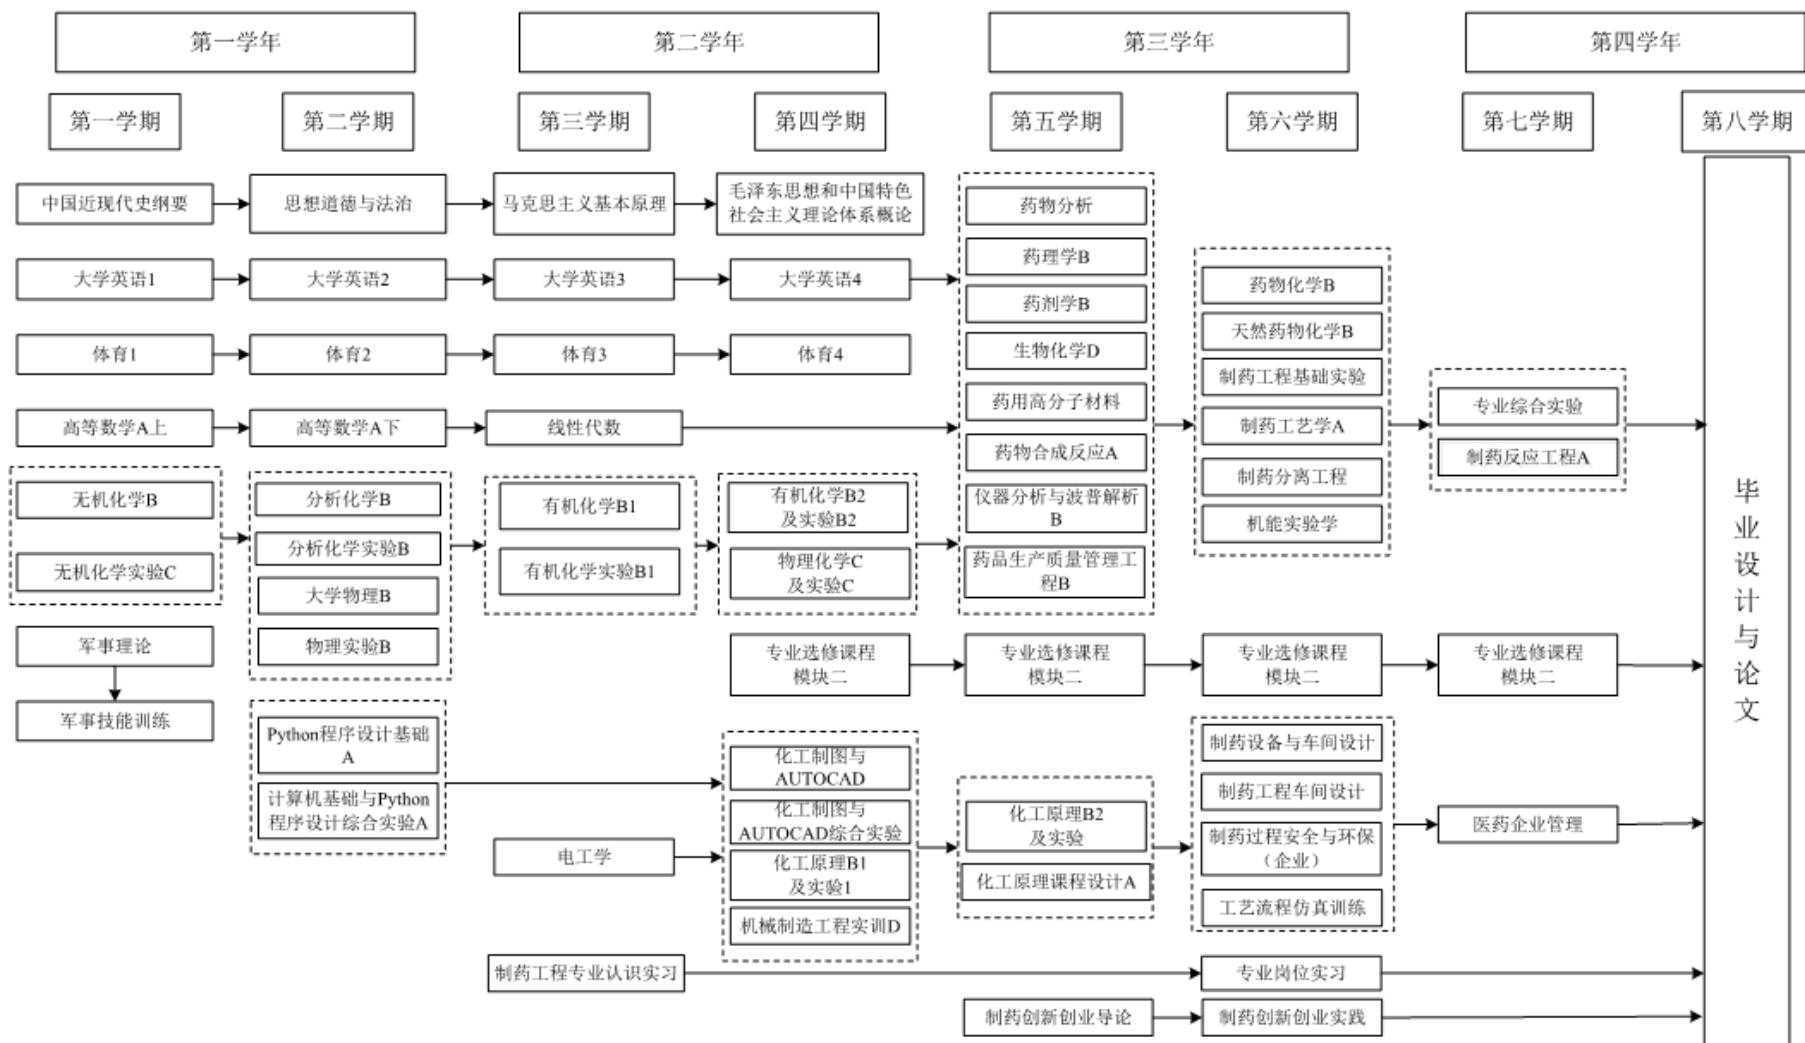 第一学年
第二学年
第三学年
第四学年
第一学期
第二学期
第三学期
第四学期
第五学期
第六学期
第七学期
第八学期
中国近现代史纲要
思想道德与法治
马克思主义基本原理
毛泽东思想和中国特色
社会主义理论体系概论
大学英语1
大学英语2
大学英语3
大学英语4
体育1
体育2
体育3
体育4
高等数学A上
高等数学A下
线性代数
无机化学B
无机化学实验C
分析化学B
分析化学实验B
大学物理B
物理实验B
有机化学B1
有机化学实验B1
有机化学B2
及实验B2
物理化学C
及实验C
药物分析
药理学B
药剂学B
生物化学D
药用高分子材料
药物合成反应A
仪器分析与波普解析
B
药品生产质量管理工
程B
药物化学B
天然药物化学B
制药工程基础实验
制药工艺学A
制药分离工程
机能实验学
专业综合实验
制药反应工程A
军事理论
军事技能训练
专业选修课程
模块二
专业选修课程
模块二
专业选修课程
模块二
专业选修课程
模块二
Python程序设计基础
A
计算机基础与Python
程序设计综合实验A
电工学
化工制图与
AUTOCAD
化工制图与
AUTOCAD综合实验
化工原理B1
及实验1
机械制造工程实训D
化工原理B2
及实验
化工原理课程设计A
制药设备与车间设计
制药工程车间设计
制药过程安全与环保
（企业）
工艺流程仿真训练
医药企业管理
制药工程专业认识实习
专业岗位实习
制药创新创业导论
制药创新创业实践
毕业设计与论文